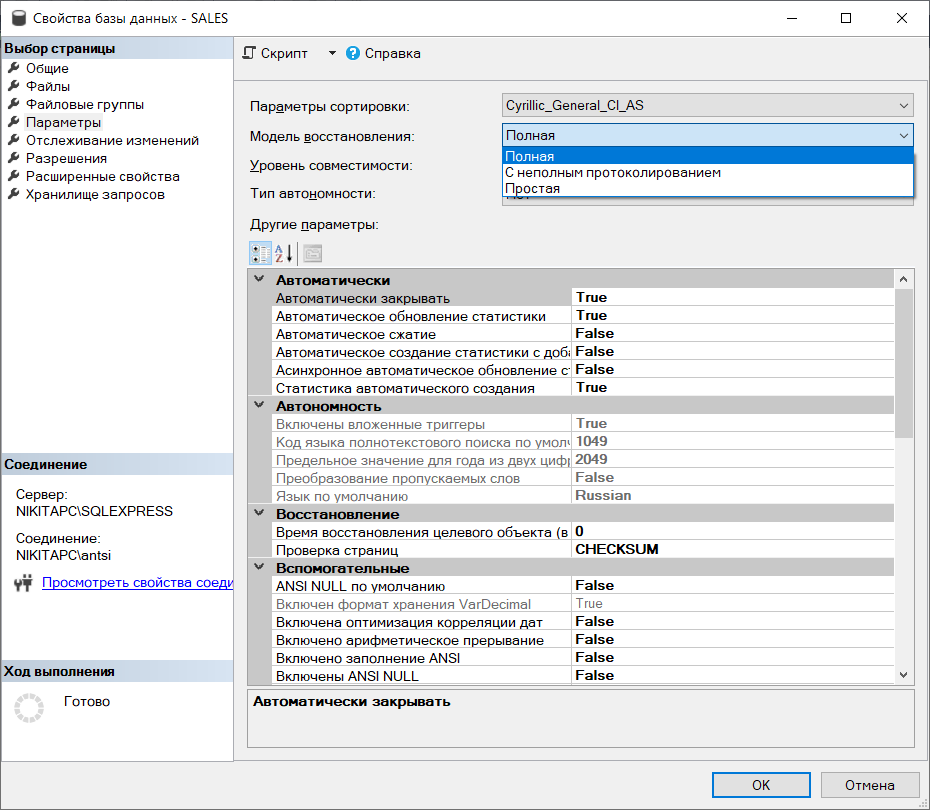 Свойства базы данных - SALES
Выбор страницы
Общие
Файлы
Файловые группы
Параметры
Отслеживание изменений
Разрешения
Расширенные свойства
Хранилище запросов
Соединение
Сервер:
NIKITAPC\SQLEXPRESS
Соединение:
NIKITAPC\antsi
Просмотреть свойства соеди
Ход выполнения
Готово
Скрипт
Справка
Параметры сортировки: Cyrillic_General_CI_AS
Модель восстановления: Полная
Полная
С неполным протоколированием
Простая
Уровень совместимости:
Тип автономности:
Другие параметры:
Автоматически
Автоматически закрывать True
Автоматическое обновление статистики True
Автоматическое сжатие False
Автоматическое создание статистики с доба False
Асинхронное автоматическое обновление ст False
Статистика автоматического создания True
Автономность
Включены вложенные триггеры True
Код языка полнотекстового поиска по умолч 1049
Предельное значение для года из двух цифр 2049
Преобразование пропускаемых слов False
Язык по умолчанию Russian
Восстановление
Время восстановления целевого объекта (в 0
Проверка страниц CHECKSUM
Вспомогательные
ANSI NULL по умолчанию False
Включен формат хранения VarDecimal True
Включена оптимизация корреляции дат False
Включено арифметическое прерывание False
Включено заполнение ANSI False
Включены ANSI NULL False
Автоматически закрывать
OK
Отмена